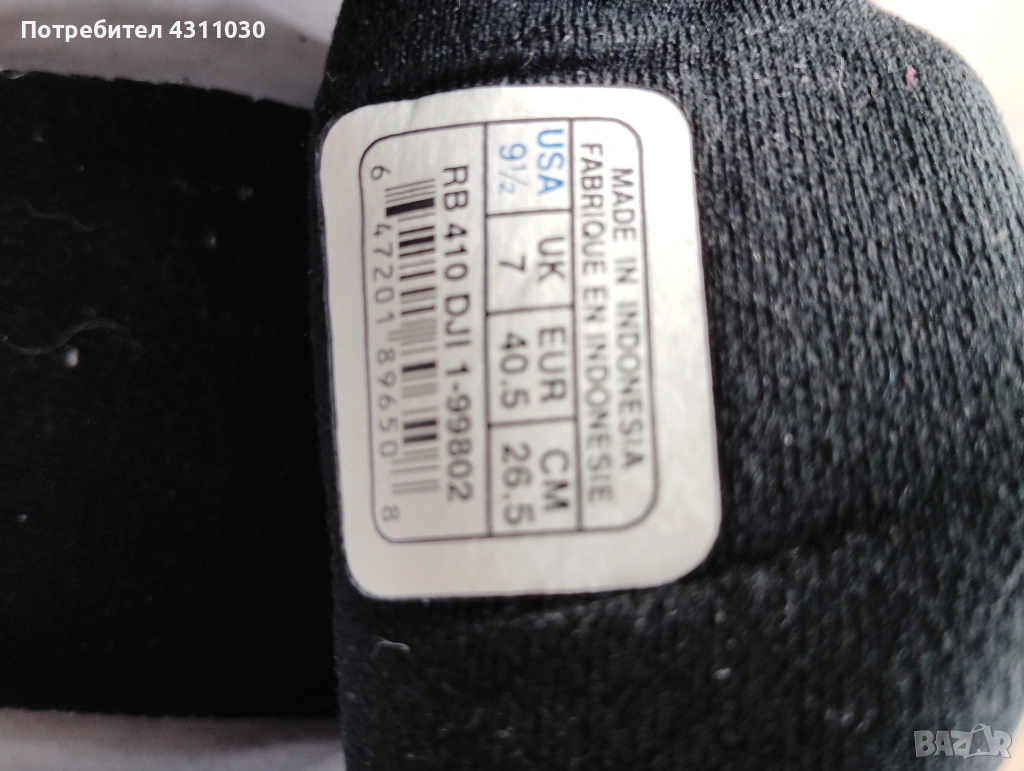 Потребител 4311030
MADE IN INDONESIA
FABRIQUE EN INDONESIE
USA UK EUR CM
9½ 7 40.5 26.5
RB 410 DJI 1-99802
6 47201 89650 8
BAZAR